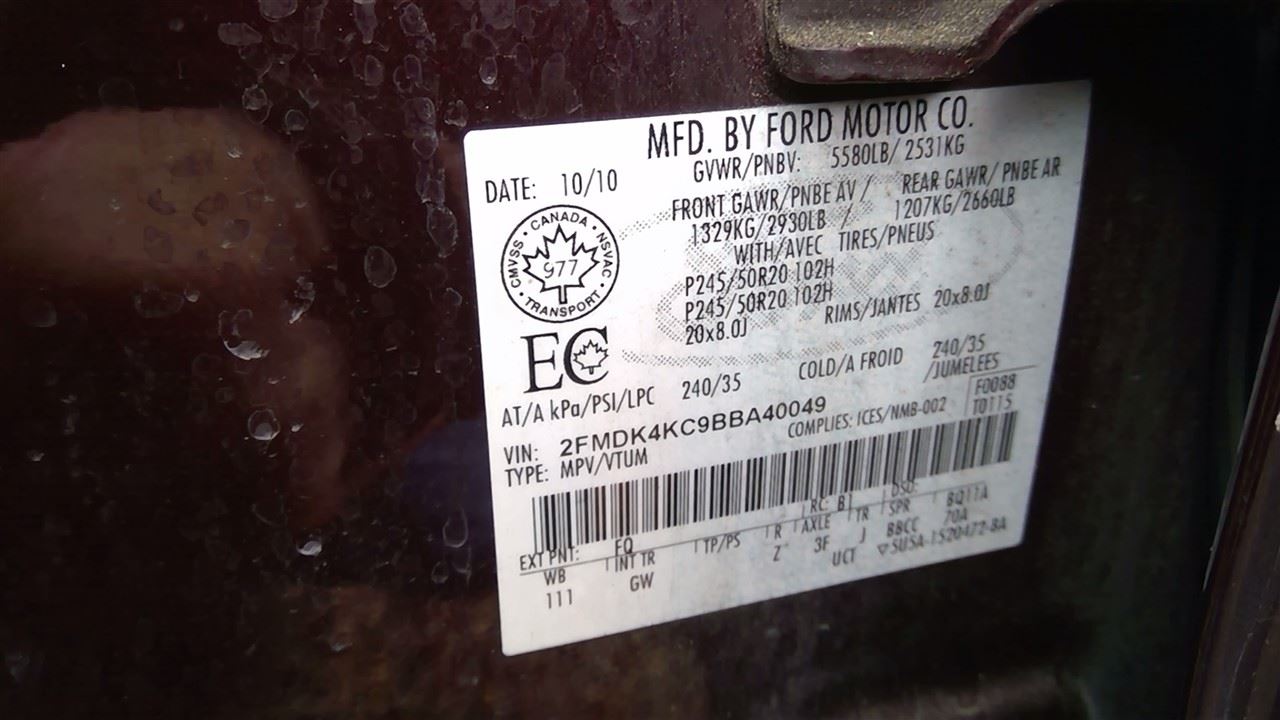 MFD. BY FORD MOTOR CO.
DATE: 10/10
GVWR/PNBV: 5580LB/2531KG
FRONT GAWR/PNBE AV / REAR GAWR/PNBE AR
1329KG/2930LB / 1207KG/2660LB
WITH/AVEC TIRES/PNEUS
P245/50R20 102H
P245/50R20 102H
20x8.0J RIMS/JANTES 20x8.0J
CMVSS · CANADA · NSVAC · TRANSPORT ·
977
EC
AT/A kPa/PSI/LPC 240/35 COLD/A FROID 240/35
/JUMELEES
VIN: 2FMDK4KC9BBA40049
F0088
T0115
TYPE: MPV/VTUM
COMPLIES: ICES/NMB-002
EXT PNT: FQ RC: B DSO: BQ11A
WB INT TR TP/PS R AXLE TR SPR 70A
111 GW Z 3F J BBCC
UCT ▽5U5A-1520472-BA